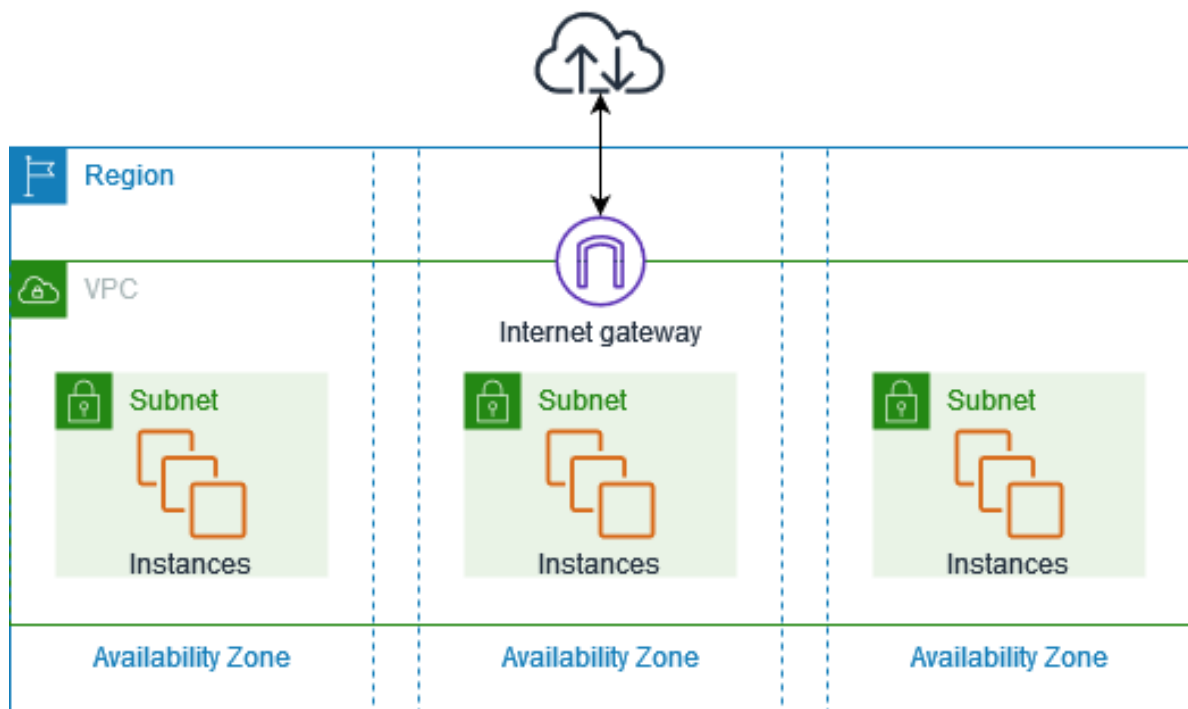 Region
VPC
Internet gateway
Subnet
Subnet
Subnet
Instances
Instances
Instances
Availability Zone
Availability Zone
Availability Zone